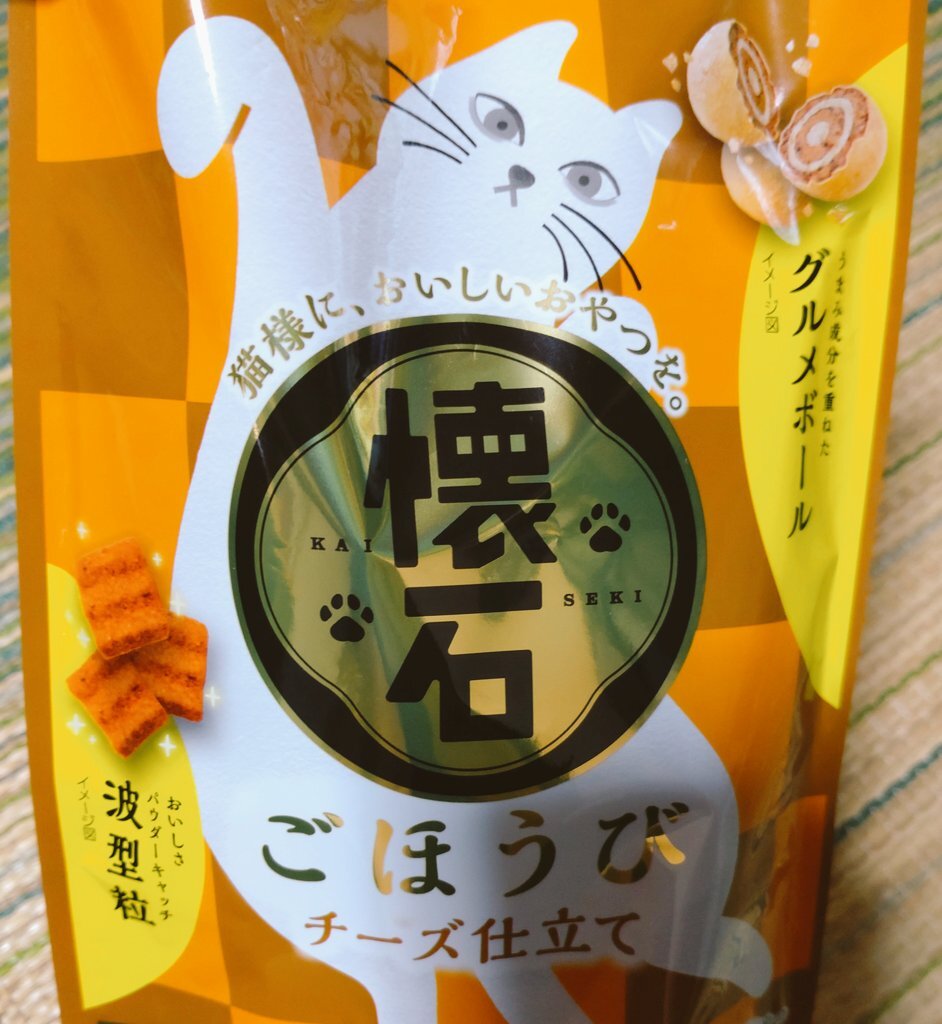 猫様に、おいしいおやつを。
懐石
KAI
SEKI
ごほうび
チーズ仕立て
うまみ成分を重ねた
グルメボール
イメージ図
おいしさ
パウダーキャッチ
波型粒
イメージ図